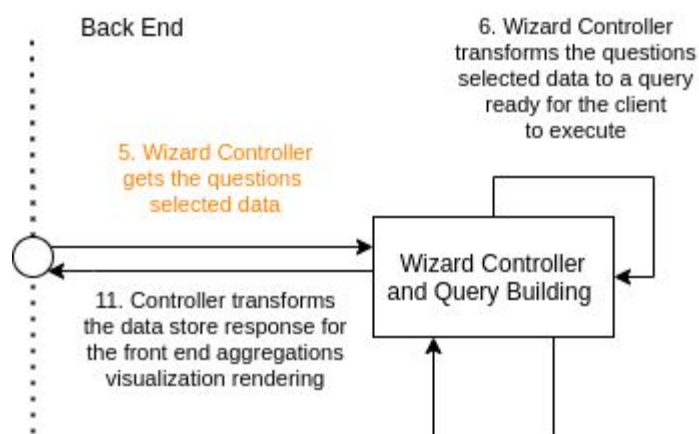 Back End
6. Wizard Controller
transforms the questions
selected data to a query
ready for the client
to execute
5. Wizard Controller
gets the questions
selected data
Wizard Controller
and Query Building
11. Controller transforms
the data store response for
the front end aggregations
visualization rendering